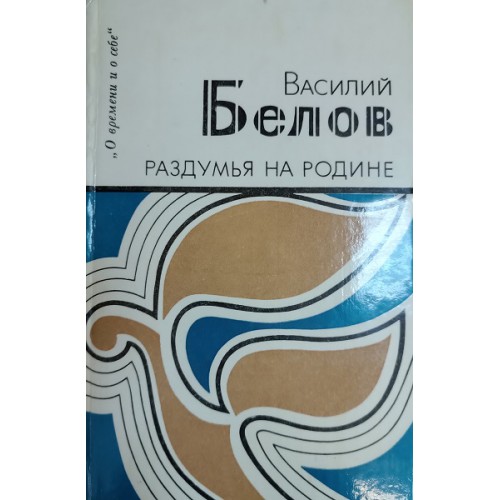 „О времени и о себе“
Василий
Белов
РАЗДУМЬЯ НА РОДИНЕ